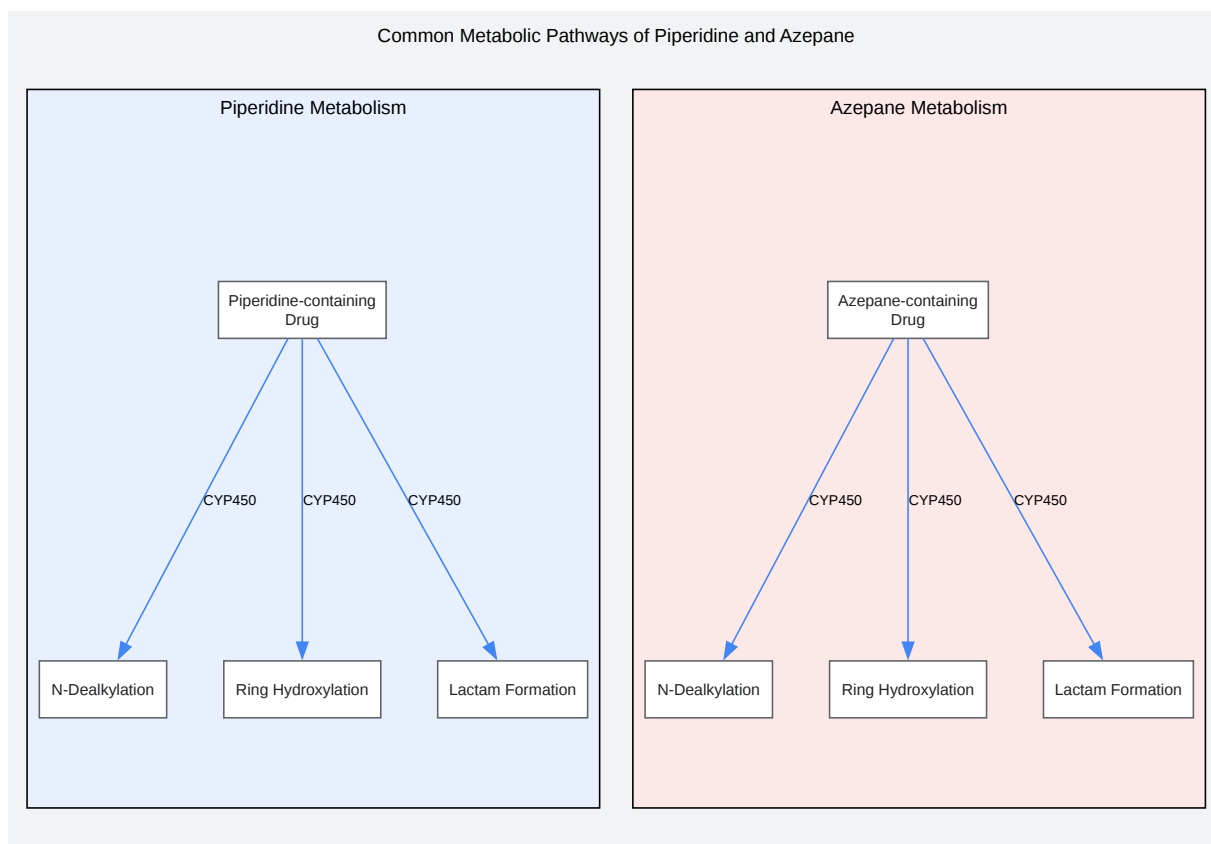 Common Metabolic Pathways of Piperidine and Azepane
Piperidine Metabolism
Piperidine-containing
Drug
CYP450
CYP450
CYP450
N-Dealkylation
Ring Hydroxylation
Lactam Formation
Azepane Metabolism
Azepane-containing
Drug
CYP450
CYP450
CYP450
N-Dealkylation
Ring Hydroxylation
Lactam Formation